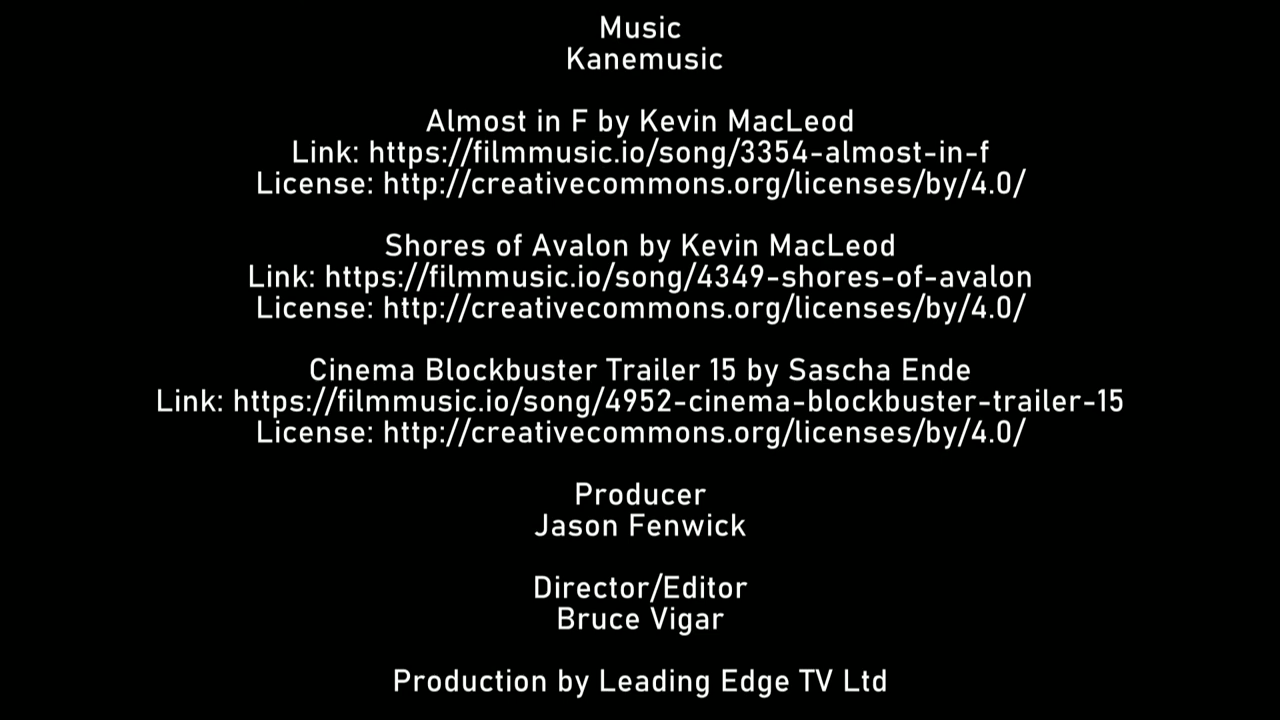 Music
Kanemusic
Almost in F by Kevin MacLeod
Link: https://filmmusic.io/song/3354-almost-in-f
License: http://creativecommons.org/licenses/by/4.0/
Shores of Avalon by Kevin MacLeod
Link: https://filmmusic.io/song/4349-shores-of-avalon
License: http://creativecommons.org/licenses/by/4.0/
Cinema Blockbuster Trailer 15 by Sascha Ende
Link: https://filmmusic.io/song/4952-cinema-blockbuster-trailer-15
License: http://creativecommons.org/licenses/by/4.0/
Producer
Jason Fenwick
Director/Editor
Bruce Vigar
Production by Leading Edge TV Ltd